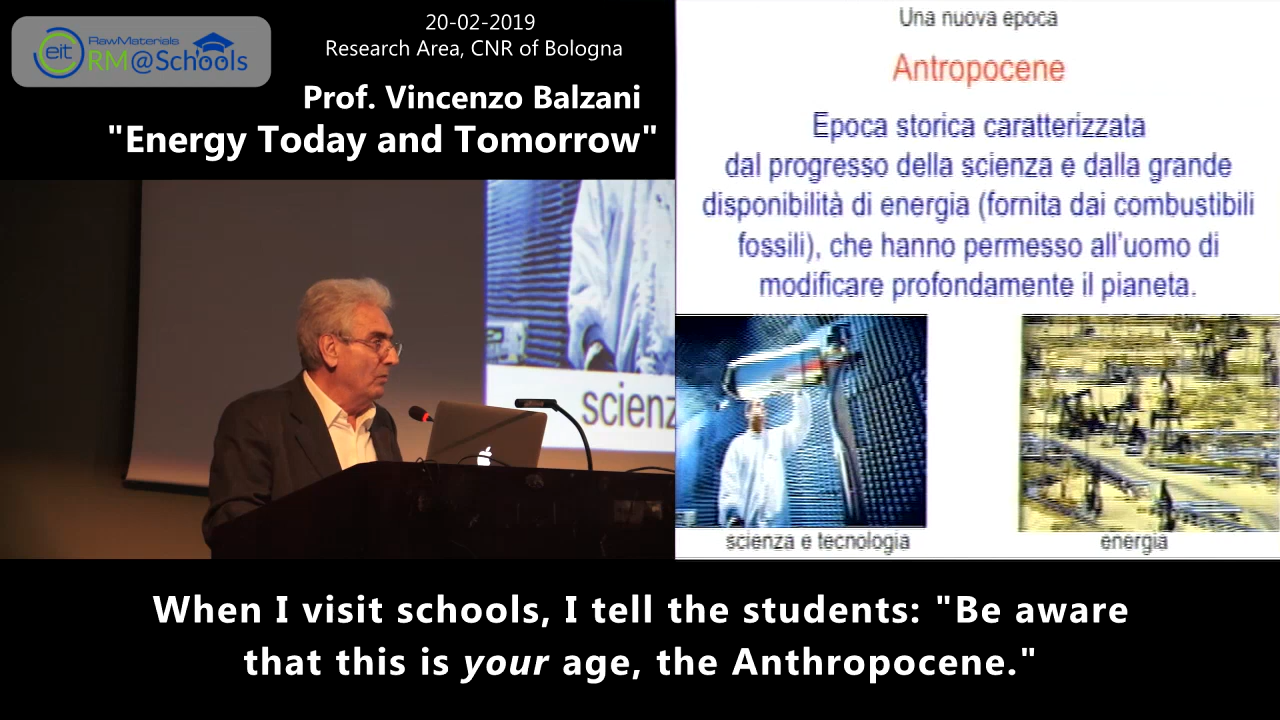 eit RawMaterials
RM@Schools
20-02-2019
Research Area, CNR of Bologna
Prof. Vincenzo Balzani
"Energy Today and Tomorrow"
scienz
Una nuova epoca
Antropocene
Epoca storica caratterizzata
dal progresso della scienza e dalla grande
disponibilità di energia (fornita dai combustibili
fossili), che hanno permesso all'uomo di
modificare profondamente il pianeta.
scienza e tecnologia
energia
When I visit schools, I tell the students: "Be aware
that this is your age, the Anthropocene."